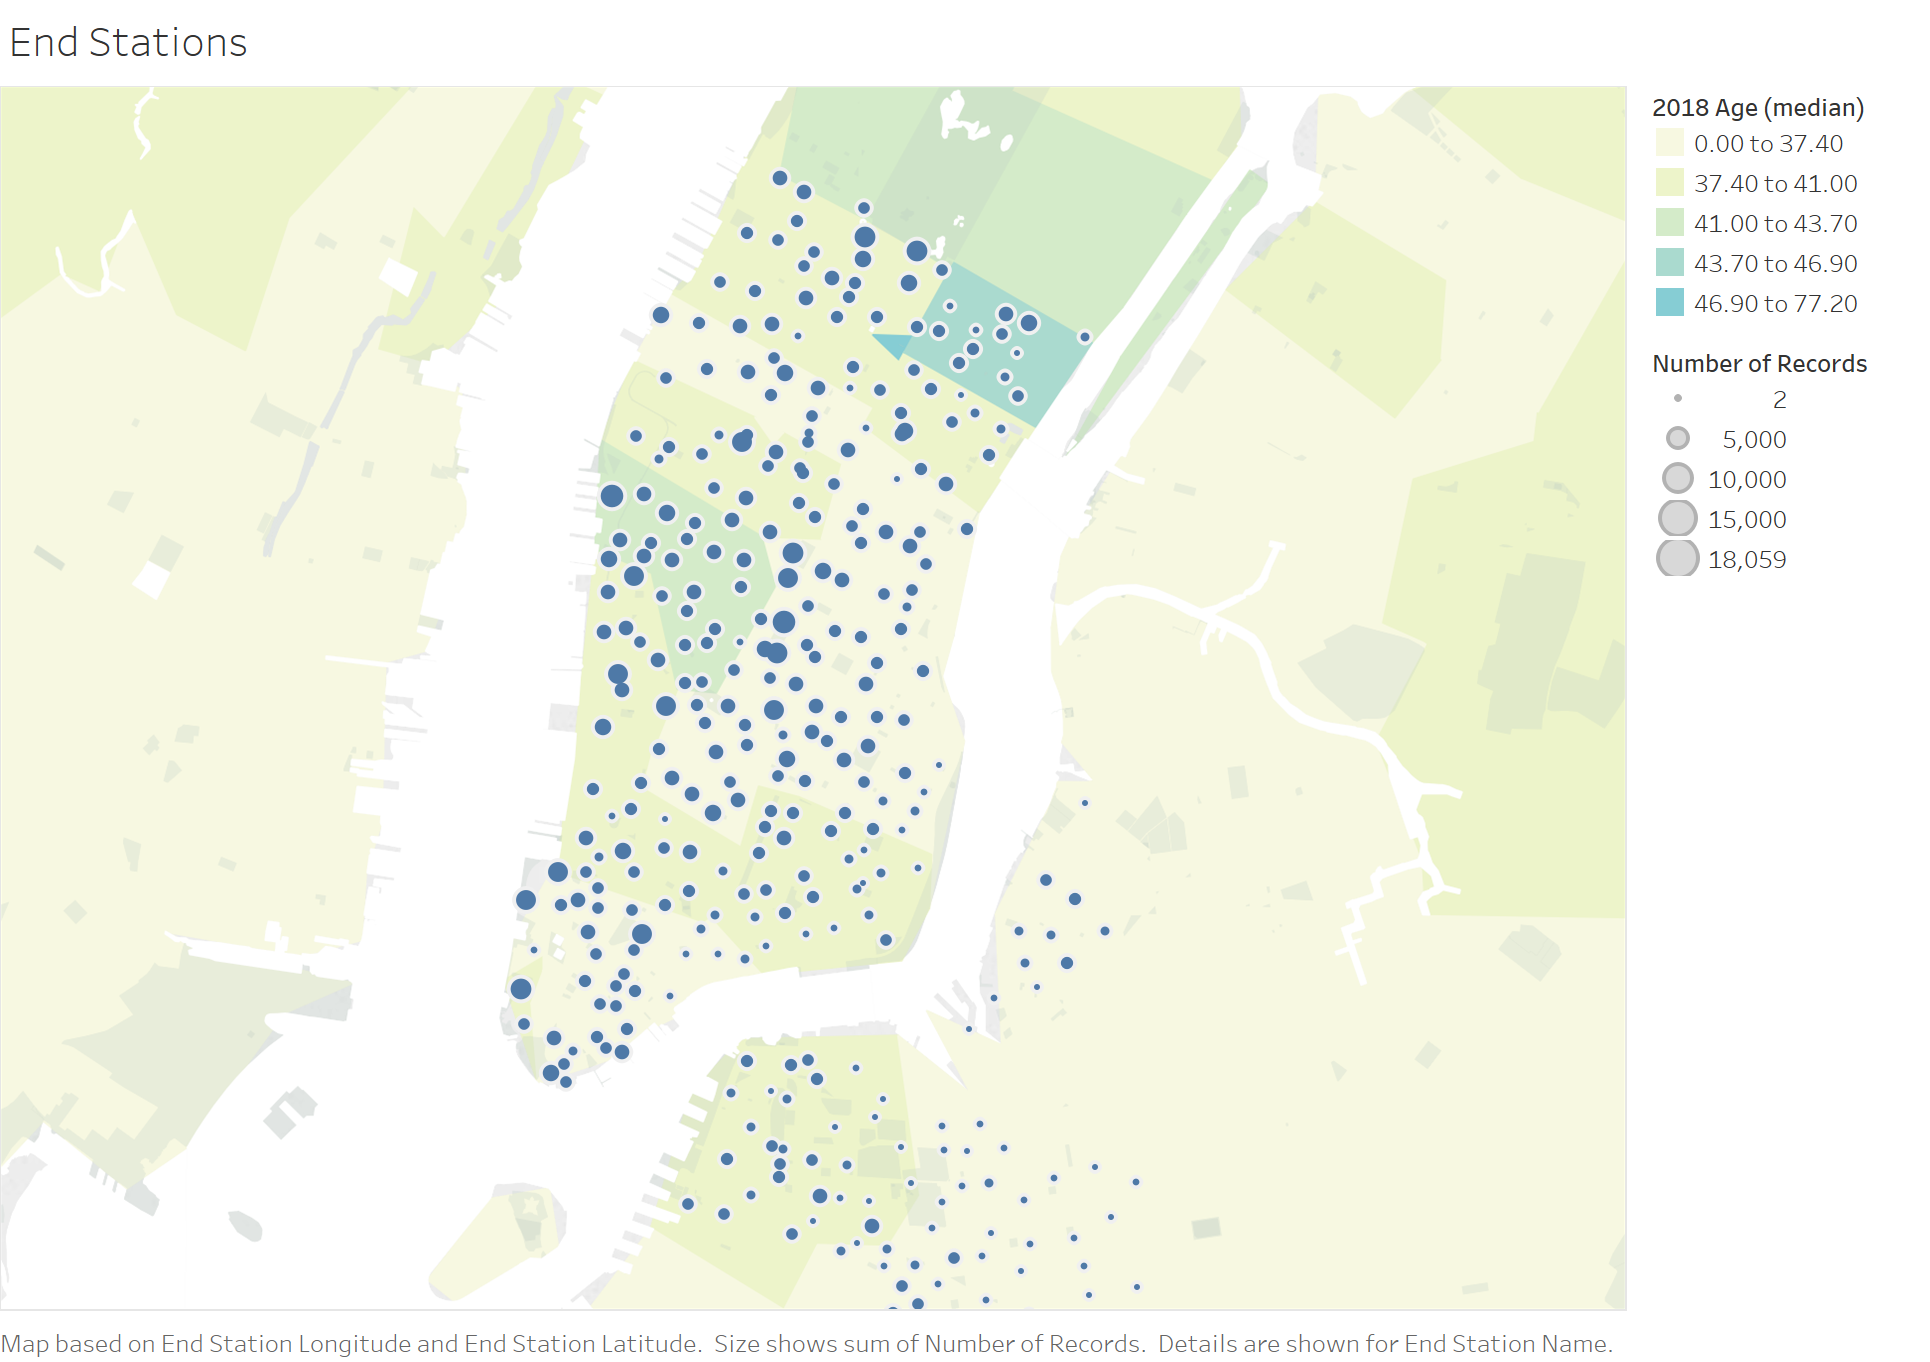 End Stations
2018 Age (median)
0.00 to 37.40
37.40 to 41.00
41.00 to 43.70
43.70 to 46.90
46.90 to 77.20
Number of Records
2
5,000
10,000
15,000
18,059
Map based on End Station Longitude and End Station Latitude.  Size shows sum of Number of Records.  Details are shown for End Station Name.